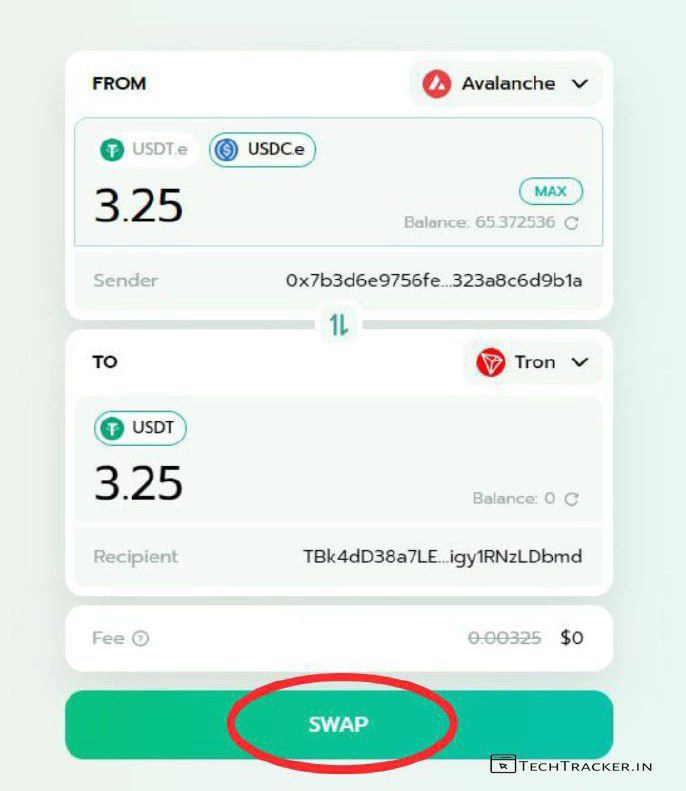 FROM Avalanche
USDT.e USDC.e
3.25 MAX
Balance: 65.372536
Sender 0x7b3d6e9756fe...323a8c6d9b1a
TO Tron
USDT
3.25
Balance: 0
Recipient TBk4dD38a7LE...igy1RNzLDbmd
Fee ? 0.00325 $0
SWAP
TECHTRACKER.IN